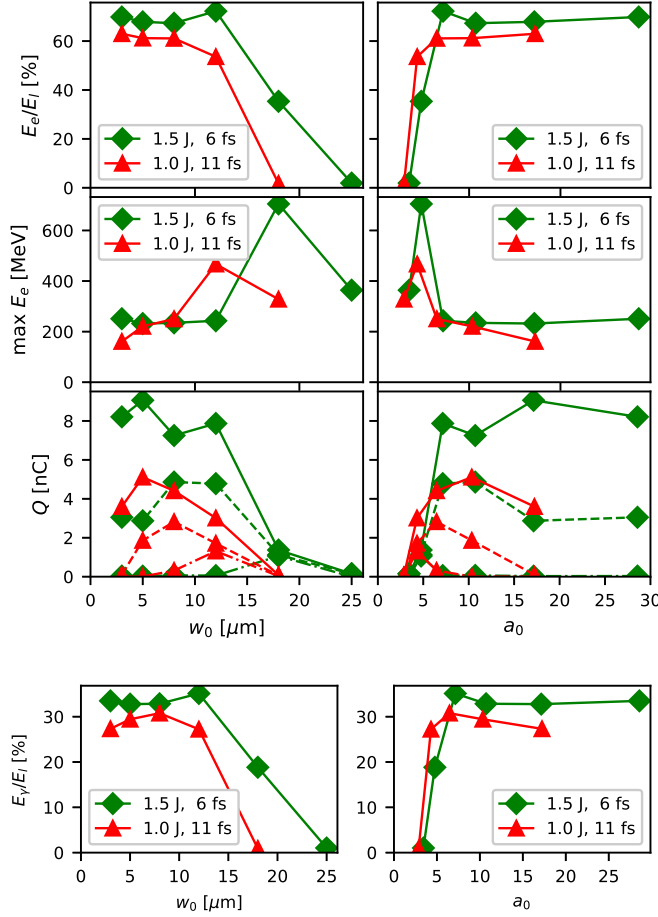 60
40
20
0
E_e/E_l [%]
1.5 J,  6 fs
1.0 J, 11 fs
1.5 J,  6 fs
1.0 J, 11 fs
600
400
200
0
max E_e [MeV]
1.5 J,  6 fs
1.0 J, 11 fs
1.5 J,  6 fs
1.0 J, 11 fs
8
6
4
2
0
Q [nC]
0 5 10 15 20 25
w_0 [μm]
0 5 10 15 20 25 30
a_0
30
20
10
0
E_γ/E_l [%]
1.5 J,  6 fs
1.0 J, 11 fs
1.5 J,  6 fs
1.0 J, 11 fs
0 5 10 15 20 25
w_0 [μm]
0 5 10 15 20 25
a_0